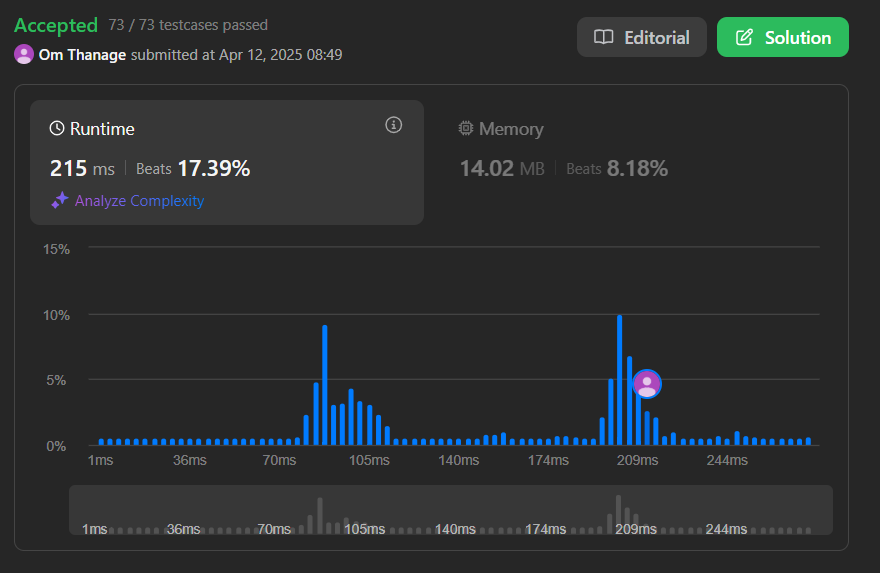 Accepted 73 / 73 testcases passed
Editorial
Solution
Om Thanage submitted at Apr 12, 2025 08:49
Runtime
215 ms | Beats 17.39%
Analyze Complexity
Memory
14.02 MB | Beats 8.18%
15%
10%
5%
0%
1ms 36ms 70ms 105ms 140ms 174ms 209ms 244ms
1ms 36ms 70ms 105ms 140ms 174ms 209ms 244ms